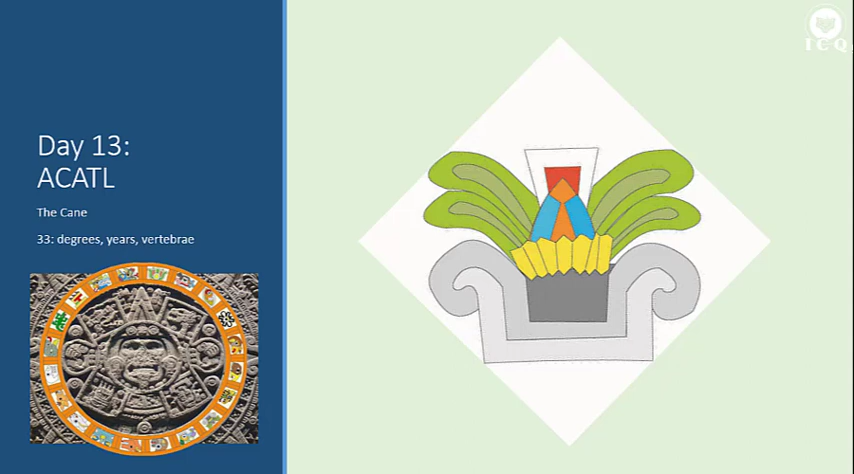 Day 13:
ACATL
The Cane
33: degrees, years, vertebrae
ICQ